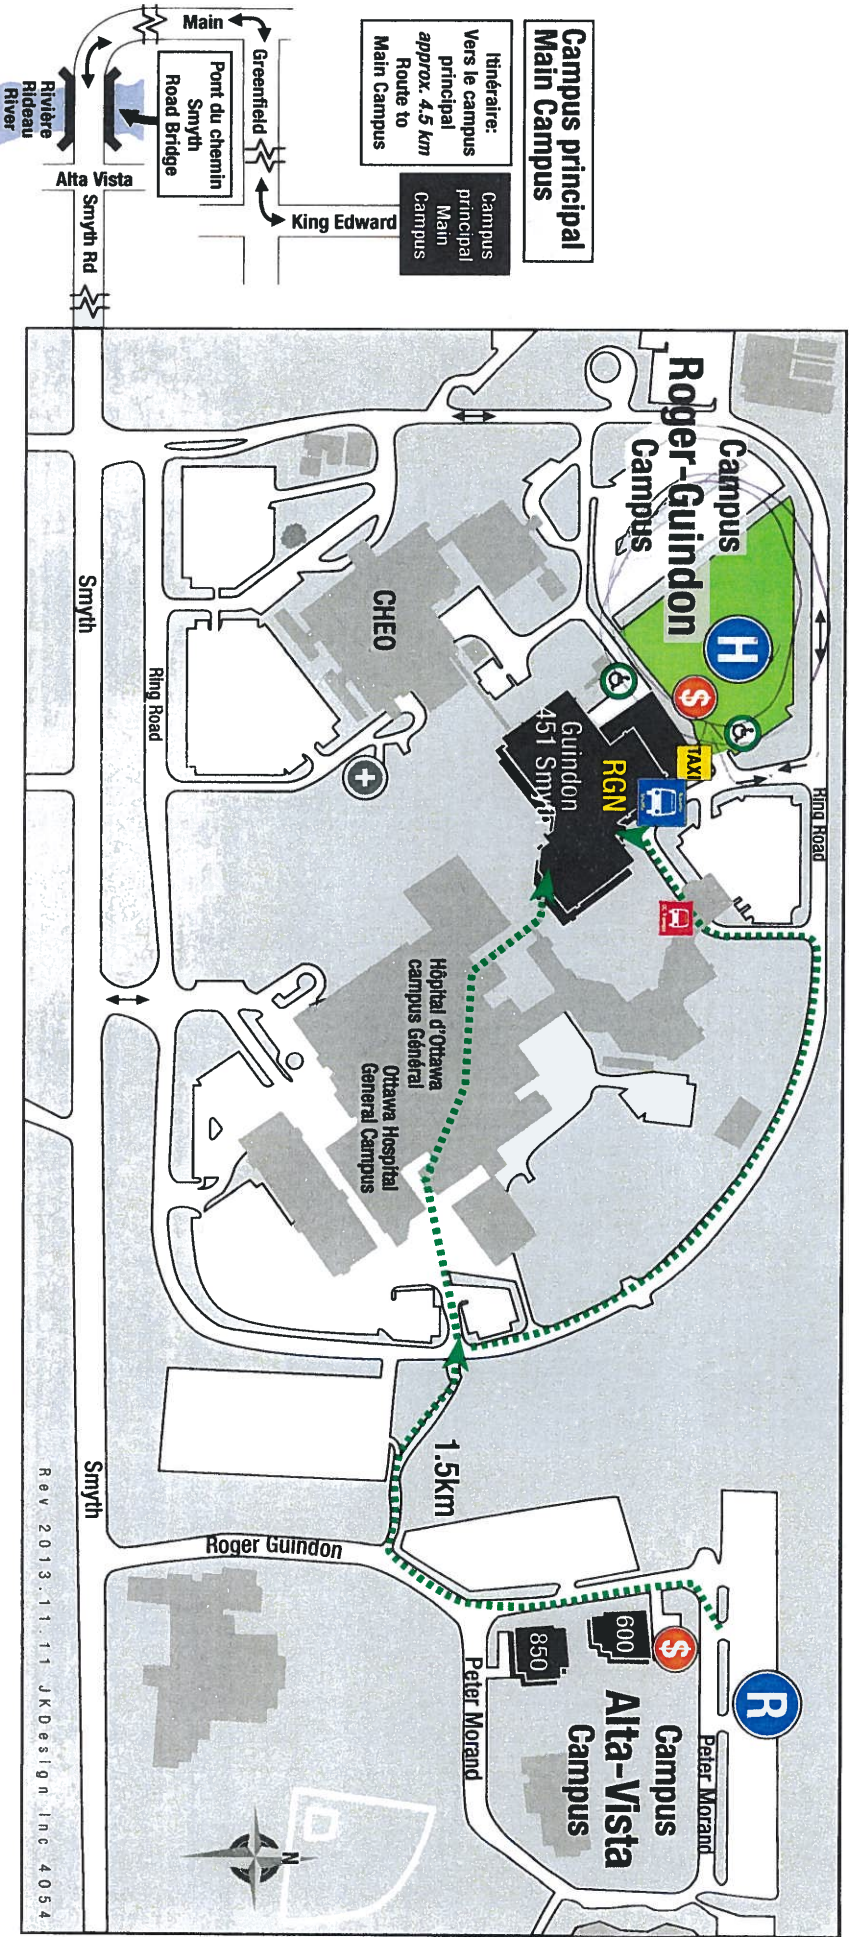 Campus principal
Main Campus
Itinéraire:
Vers le campus
principal
approx. 4.5 km
Route to
Main Campus
Campus
principal
Main
Campus
King Edward
Greenfield
Main
Pont du chemin
Smyth
Road Bridge
Rivière
Rideau
River
Alta Vista
Smyth Rd
Campus
Roger-Guindon
Campus
H
$
TAXI
RGN
Guindon
451 Smyth
CHEO
+
Ring Road
Ring Road
Smyth
Hôpital d'Ottawa
campus Général
Ottawa Hospital
General Campus
1.5km
Smyth
Roger Guindon
R
$
600
850
Campus
Alta-Vista
Campus
Peter Morand
Peter Morand
N
Rev 2013.11.11 JKDesign Inc 4054